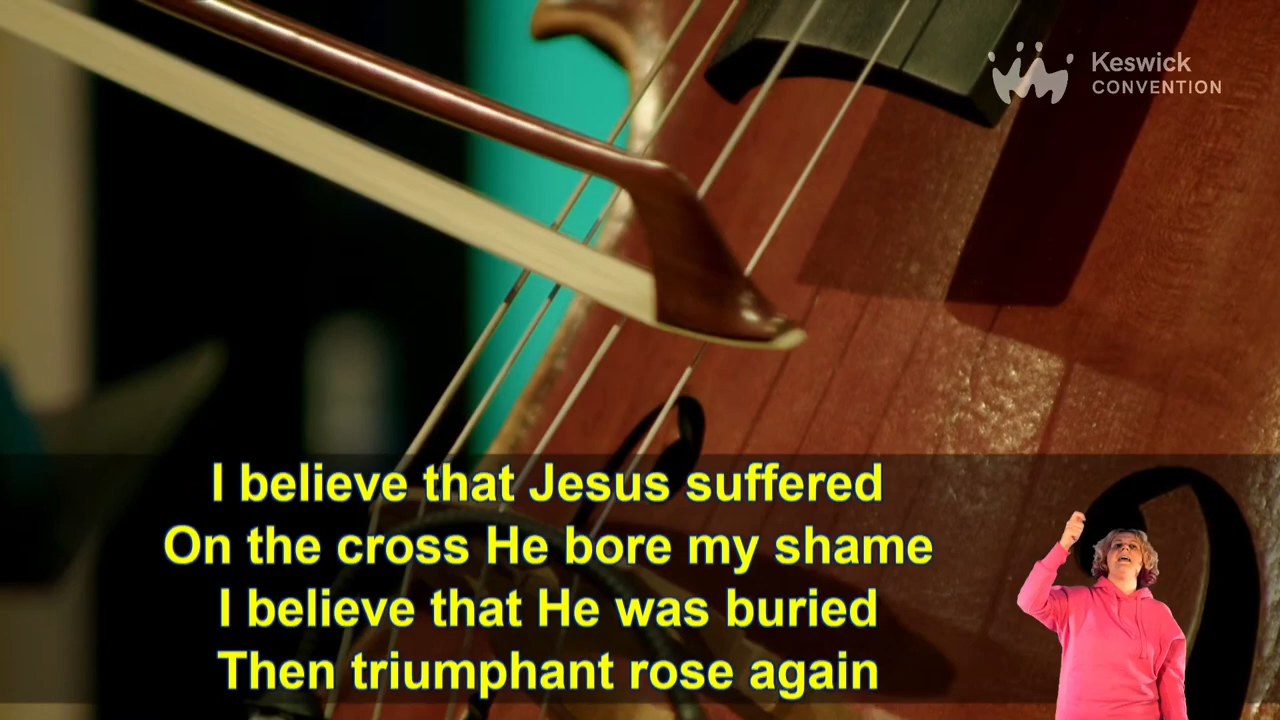 Keswick
CONVENTION
I believe that Jesus suffered
On the cross He bore my shame
I believe that He was buried
Then triumphant rose again